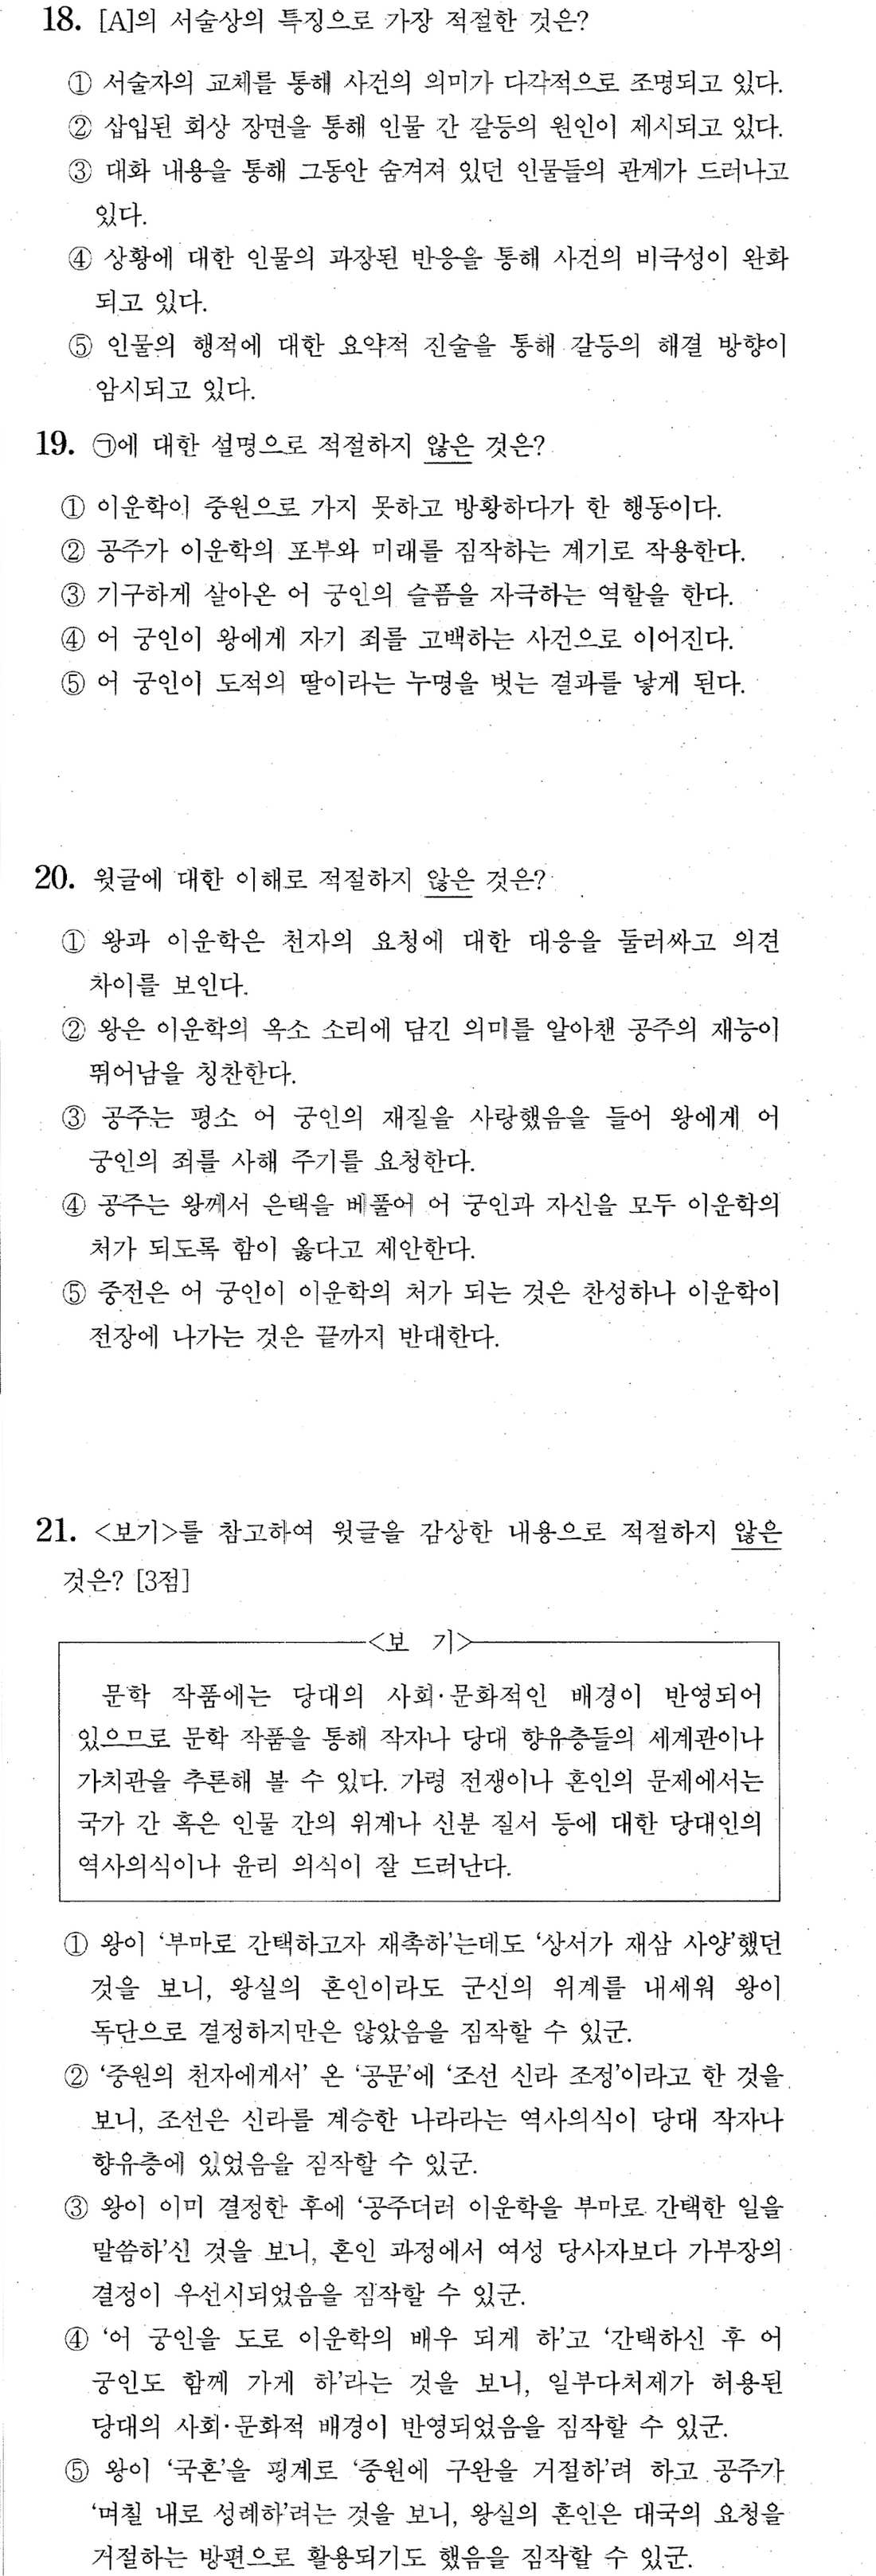 18. [A]의 서술상의 특징으로 가장 적절한 것은?
① 서술자의 교체를 통해 사건의 의미가 다각적으로 조명되고 있다.
② 삽입된 회상 장면을 통해 인물 간 갈등의 원인이 제시되고 있다.
③ 대화 내용을 통해 그동안 숨겨져 있던 인물들의 관계가 드러나고
있다.
④ 상황에 대한 인물의 과장된 반응을 통해 사건의 비극성이 완화
되고 있다.
⑤ 인물의 행적에 대한 요약적 진술을 통해 갈등의 해결 방향이
암시되고 있다.
19. ㉠에 대한 설명으로 적절하지 않은 것은?
① 이운학이 중원으로 가지 못하고 방황하다가 한 행동이다.
② 공주가 이운학의 포부와 미래를 짐작하는 계기로 작용한다.
③ 기구하게 살아온 어 궁인의 슬픔을 자극하는 역할을 한다.
④ 어 궁인이 왕에게 자기 죄를 고백하는 사건으로 이어진다.
⑤ 어 궁인이 도적의 딸이라는 누명을 벗는 결과를 낳게 된다.
20. 윗글에 대한 이해로 적절하지 않은 것은?
① 왕과 이운학은 천자의 요청에 대한 대응을 둘러싸고 의견
차이를 보인다.
② 왕은 이운학의 옥소 소리에 담긴 의미를 알아챈 공주의 재능이
뛰어남을 칭찬한다.
③ 공주는 평소 어 궁인의 재질을 사랑했음을 들어 왕에게 어
궁인의 죄를 사해 주기를 요청한다.
④ 공주는 왕께서 은택을 베풀어 어 궁인과 자신을 모두 이운학의
처가 되도록 함이 옳다고 제안한다.
⑤ 중전은 어 궁인이 이운학의 처가 되는 것은 찬성하나 이운학이
전장에 나가는 것은 끝까지 반대한다.
21. <보기>를 참고하여 윗글을 감상한 내용으로 적절하지 않은
것은? [3점]
<보 기>
문학 작품에는 당대의 사회·문화적인 배경이 반영되어
있으므로 문학 작품을 통해 작자나 당대 향유층들의 세계관이나
가치관을 추론해 볼 수 있다. 가령 전쟁이나 혼인의 문제에서는
국가 간 혹은 인물 간의 위계나 신분 질서 등에 대한 당대인의
역사의식이나 윤리 의식이 잘 드러난다.
① 왕이 ‘부마로 간택하고자 재촉하’는데도 ‘상서가 재삼 사양’했던
것을 보니, 왕실의 혼인이라도 군신의 위계를 내세워 왕이
독단으로 결정하지만은 않았음을 짐작할 수 있군.
② ‘중원의 천자에게서’ 온 ‘공문’에 ‘조선 신라 조정’이라고 한 것을
보니, 조선은 신라를 계승한 나라라는 역사의식이 당대 작자나
향유층에 있었음을 짐작할 수 있군.
③ 왕이 이미 결정한 후에 ‘공주더러 이운학을 부마로 간택한 일을
말씀하’신 것을 보니, 혼인 과정에서 여성 당사자보다 가부장의
결정이 우선시되었음을 짐작할 수 있군.
④ ‘어 궁인을 도로 이운학의 배우 되게 하’고 ‘간택하신 후 어
궁인도 함께 가게 하’라는 것을 보니, 일부다처제가 허용된
당대의 사회·문화적 배경이 반영되었음을 짐작할 수 있군.
⑤ 왕이 ‘국혼’을 핑계로 ‘중원에 구완을 거절하’려 하고 공주가
‘며칠 내로 성례하’려는 것을 보니, 왕실의 혼인은 대국의 요청을
거절하는 방편으로 활용되기도 했음을 짐작할 수 있군.